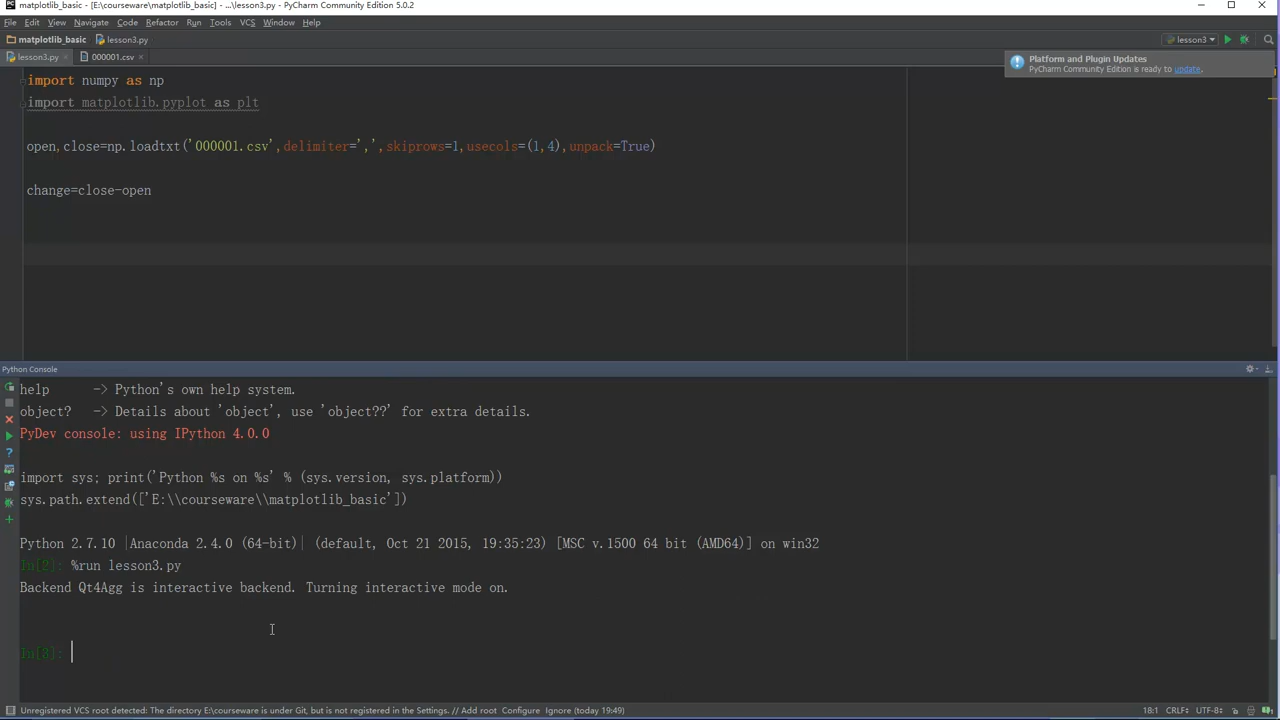 matplotlib_basic - [E:\courseware\matplotlib_basic] - ...\lesson3.py - PyCharm Community Edition 5.0.2
File Edit View Navigate Code Refactor Run Tools VCS Window Help
matplotlib_basic lesson3.py lesson3
lesson3.py 000001.csv
Platform and Plugin Updates
PyCharm Community Edition is ready to update.
import numpy as np
import matplotlib.pyplot as plt
open,close=np.loadtxt('000001.csv',delimiter=',',skiprows=1,usecols=(1,4),unpack=True)
change=close-open
Python Console
help -> Python's own help system.
object? -> Details about 'object', use 'object??' for extra details.
PyDev console: using IPython 4.0.0
import sys; print('Python %s on %s' % (sys.version, sys.platform))
sys.path.extend(['E:\\courseware\\matplotlib_basic'])
Python 2.7.10 |Anaconda 2.4.0 (64-bit)| (default, Oct 21 2015, 19:35:23) [MSC v.1500 64 bit (AMD64)] on win32
In[2]: %run lesson3.py
Backend Qt4Agg is interactive backend. Turning interactive mode on.
In[3]:
Unregistered VCS root detected: The directory E:\courseware is under Git, but is not registered in the Settings. // Add root Configure Ignore (today 19:49) 18:1 CRLF UTF-8